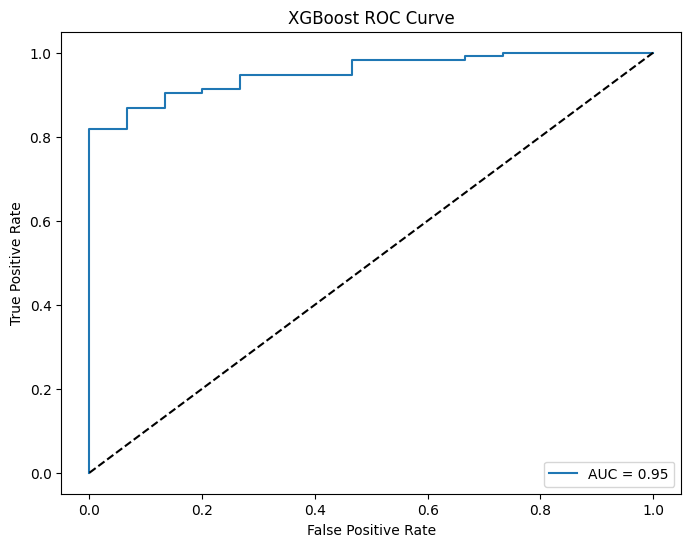 XGBoost ROC Curve
1.0
0.8
0.6
0.4
0.2
0.0
True Positive Rate
AUC = 0.95
0.0 0.2 0.4 0.6 0.8 1.0
False Positive Rate